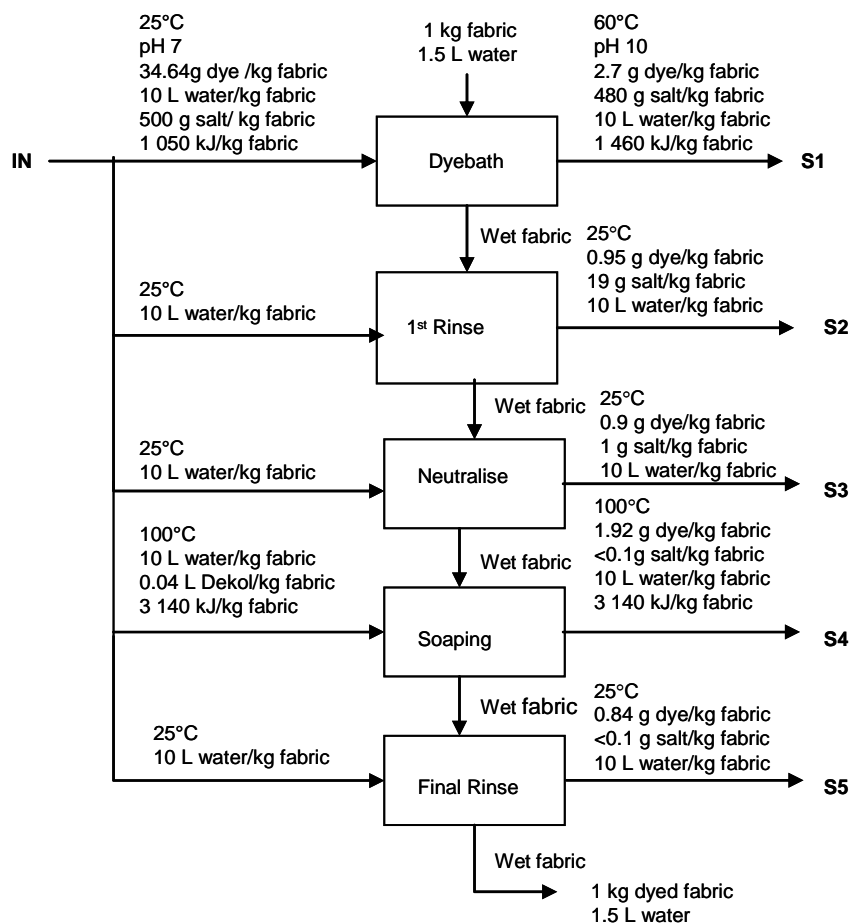 25°C
pH 7
34.64g dye /kg fabric
10 L water/kg fabric
500 g salt/ kg fabric
1 050 kJ/kg fabric
1 kg fabric
1.5 L water
60°C
pH 10
2.7 g dye/kg fabric
480 g salt/kg fabric
10 L water/kg fabric
1 460 kJ/kg fabric
IN
Dyebath
S1
Wet fabric
25°C
10 L water/kg fabric
1st Rinse
25°C
0.95 g dye/kg fabric
19 g salt/kg fabric
10 L water/kg fabric
S2
Wet fabric
25°C
10 L water/kg fabric
Neutralise
25°C
0.9 g dye/kg fabric
1 g salt/kg fabric
10 L water/kg fabric
S3
Wet fabric
100°C
10 L water/kg fabric
0.04 L Dekol/kg fabric
3 140 kJ/kg fabric
Soaping
100°C
1.92 g dye/kg fabric
<0.1g salt/kg fabric
10 L water/kg fabric
3 140 kJ/kg fabric
S4
Wet fabric
25°C
10 L water/kg fabric
Final Rinse
25°C
0.84 g dye/kg fabric
<0.1 g salt/kg fabric
10 L water/kg fabric
S5
Wet fabric
1 kg dyed fabric
1.5 L water